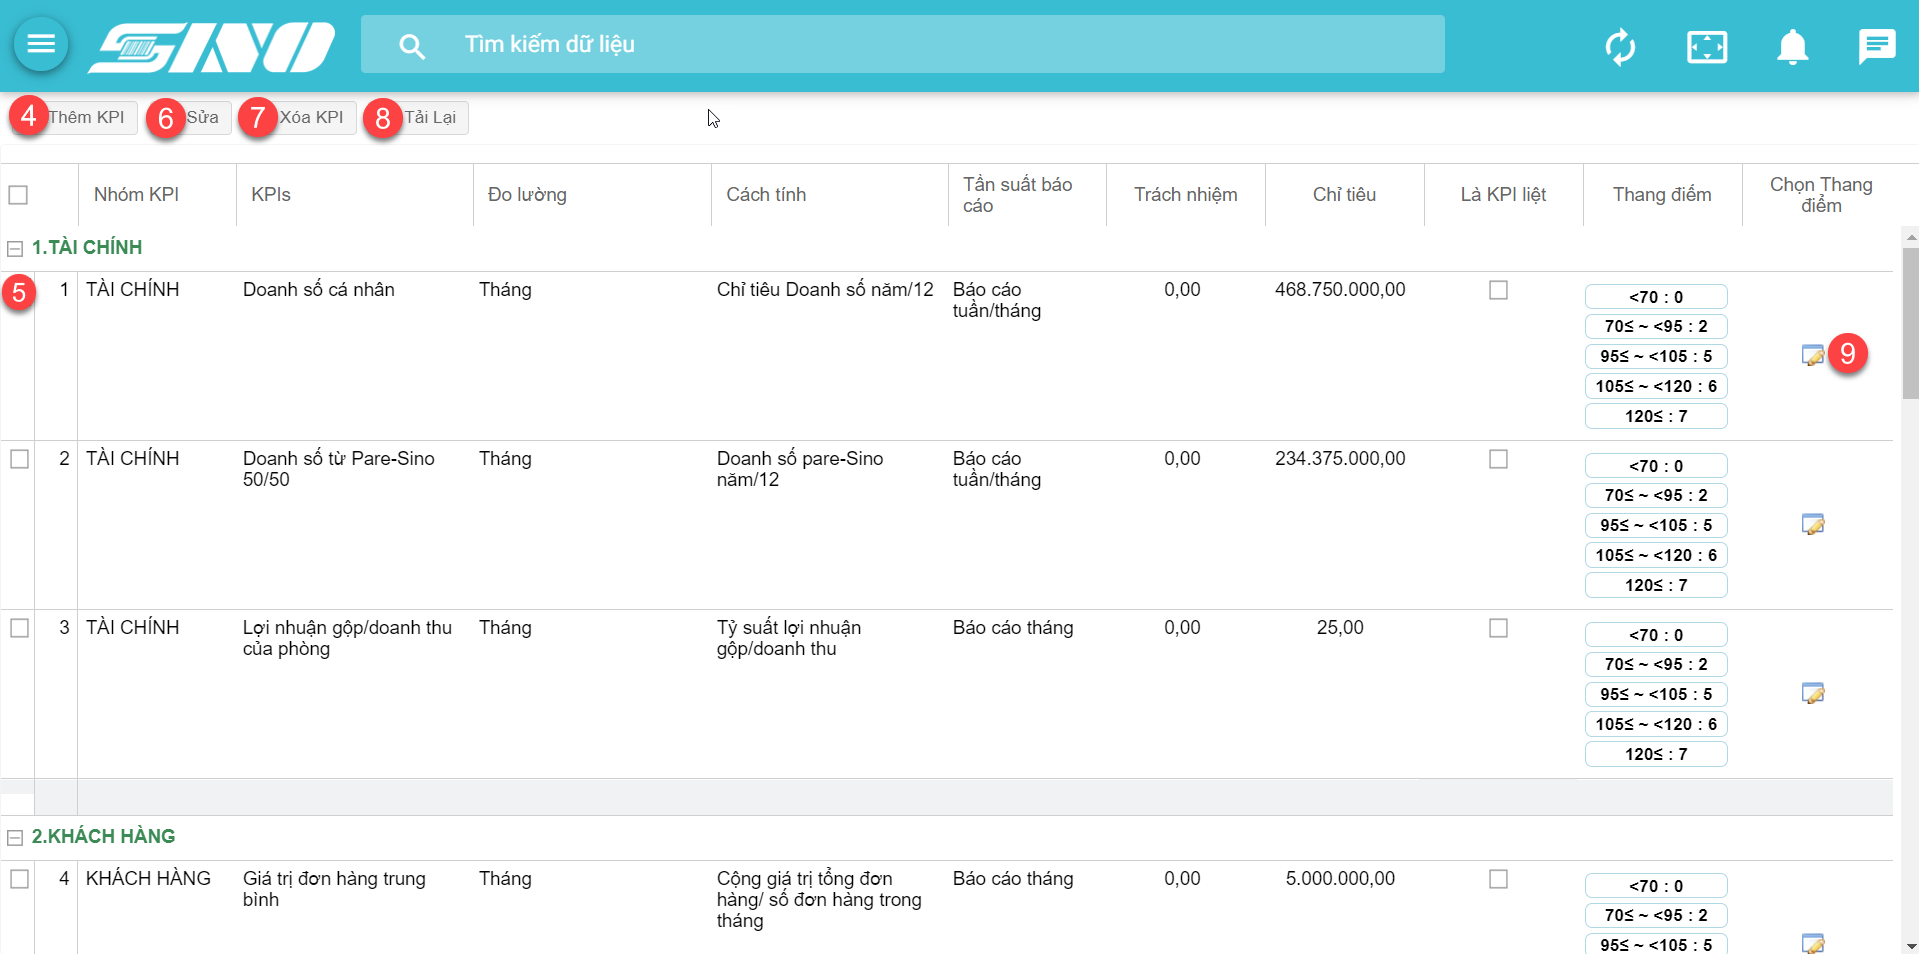 SINO
Tìm kiếm dữ liệu
4 Thêm KPI
6 Sửa
7 Xóa KPI
8 Tải Lại
Nhóm KPI
KPIs
Đo lường
Cách tính
Tần suất báo
cáo
Trách nhiệm
Chỉ tiêu
Là KPI liệt
Thang điểm
Chọn Thang
điểm
1.TÀI CHÍNH
5
1
TÀI CHÍNH
Doanh số cá nhân
Tháng
Chỉ tiêu Doanh số năm/12
Báo cáo
tuần/tháng
0,00
468.750.000,00
<70 : 0
70≤ ~ <95 : 2
95≤ ~ <105 : 5
105≤ ~ <120 : 6
120≤ : 7
9
2
TÀI CHÍNH
Doanh số từ Pare-Sino
50/50
Tháng
Doanh số pare-Sino
năm/12
Báo cáo
tuần/tháng
0,00
234.375.000,00
<70 : 0
70≤ ~ <95 : 2
95≤ ~ <105 : 5
105≤ ~ <120 : 6
120≤ : 7
3
TÀI CHÍNH
Lợi nhuận gộp/doanh thu
của phòng
Tháng
Tỷ suất lợi nhuận
gộp/doanh thu
Báo cáo tháng
0,00
25,00
<70 : 0
70≤ ~ <95 : 2
95≤ ~ <105 : 5
105≤ ~ <120 : 6
120≤ : 7
2.KHÁCH HÀNG
4
KHÁCH HÀNG
Giá trị đơn hàng trung
bình
Tháng
Cộng giá trị tổng đơn
hàng/ số đơn hàng trong
tháng
Báo cáo tháng
0,00
5.000.000,00
<70 : 0
70≤ ~ <95 : 2
95≤ ~ <105 : 5